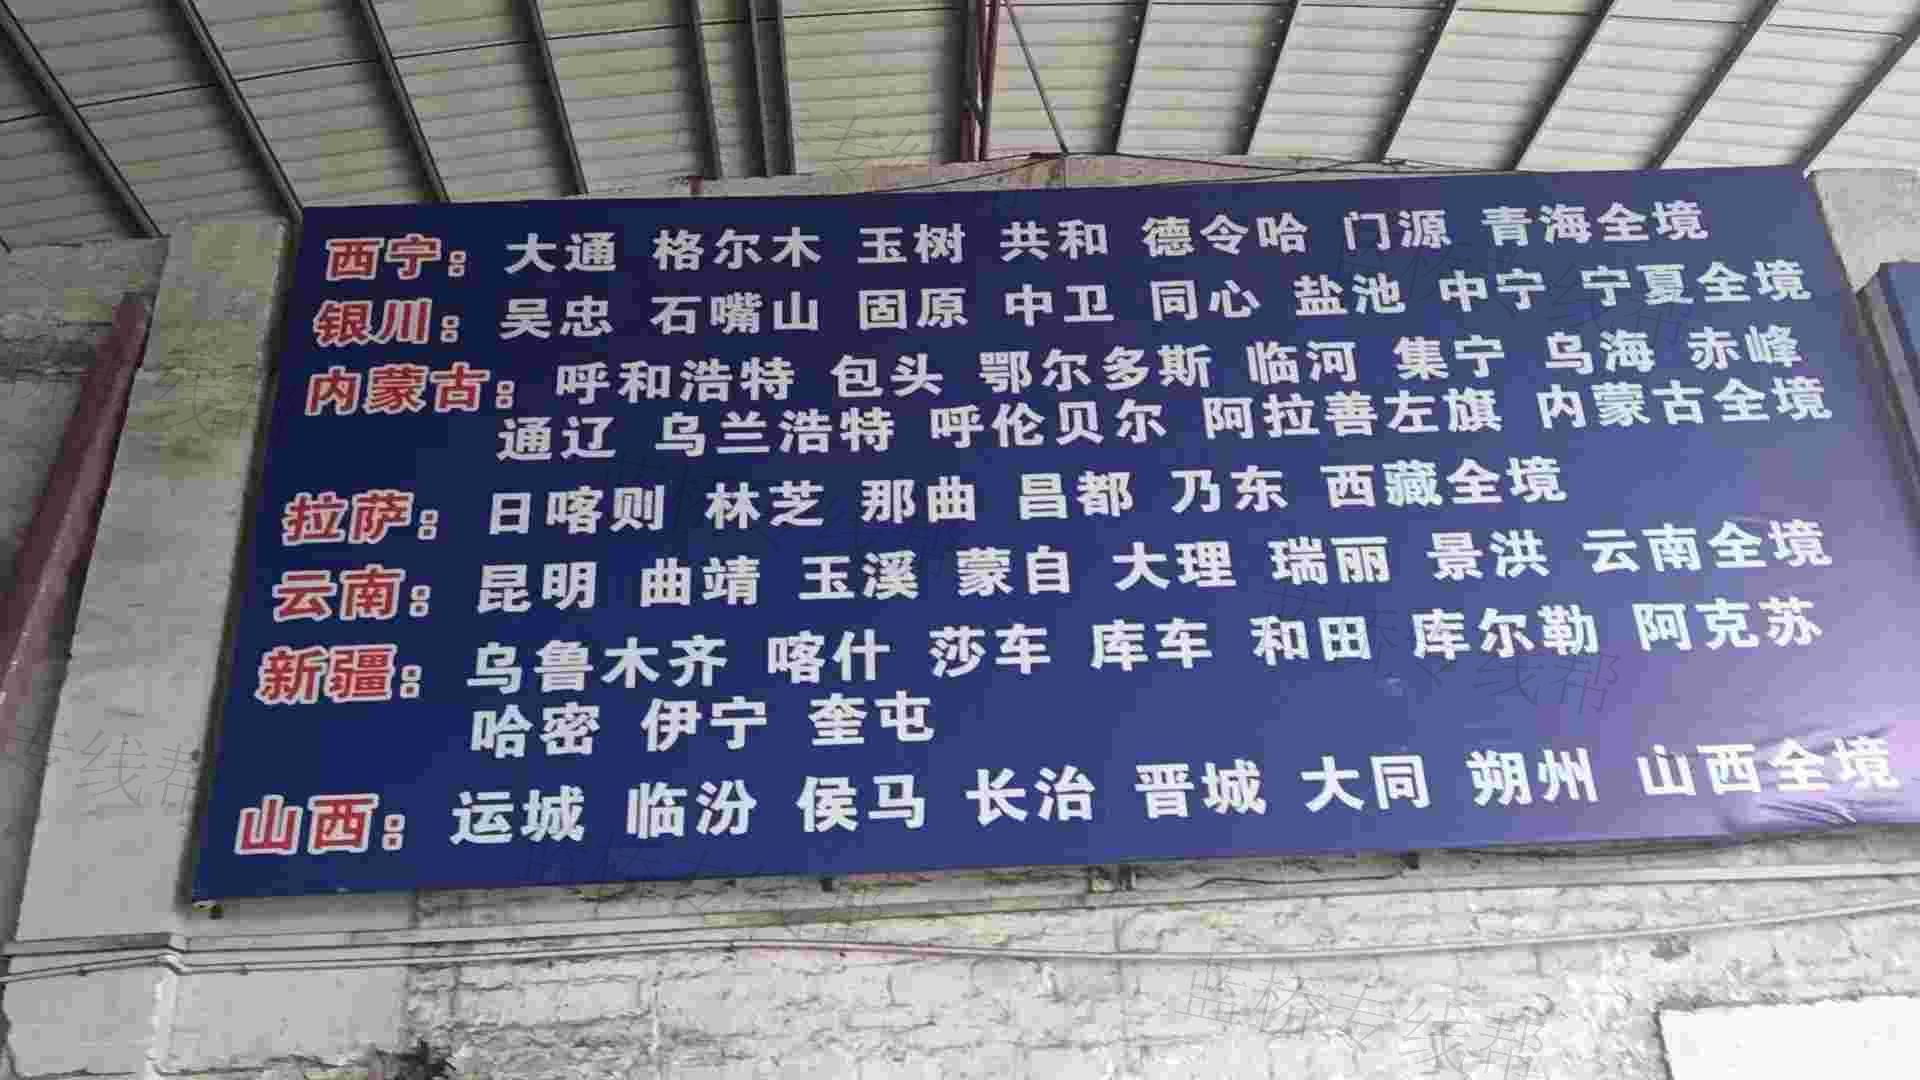 西宁：大通 格尔木 玉树 共和 德令哈 门源 青海全境
银川：吴忠 石嘴山 固原 中卫 同心 盐池 中宁 宁夏全境
内蒙古：呼和浩特 包头 鄂尔多斯 临河 集宁 乌海 赤峰
通辽 乌兰浩特 呼伦贝尔 阿拉善左旗 内蒙古全境
拉萨：日喀则 林芝 那曲 昌都 乃东 西藏全境
云南：昆明 曲靖 玉溪 蒙自 大理 瑞丽 景洪 云南全境
新疆：乌鲁木齐 喀什 莎车 库车 和田 库尔勒 阿克苏
哈密 伊宁 奎屯
山西：运城 临汾 侯马 长治 晋城 大同 朔州 山西全境
蓝桥专线帮